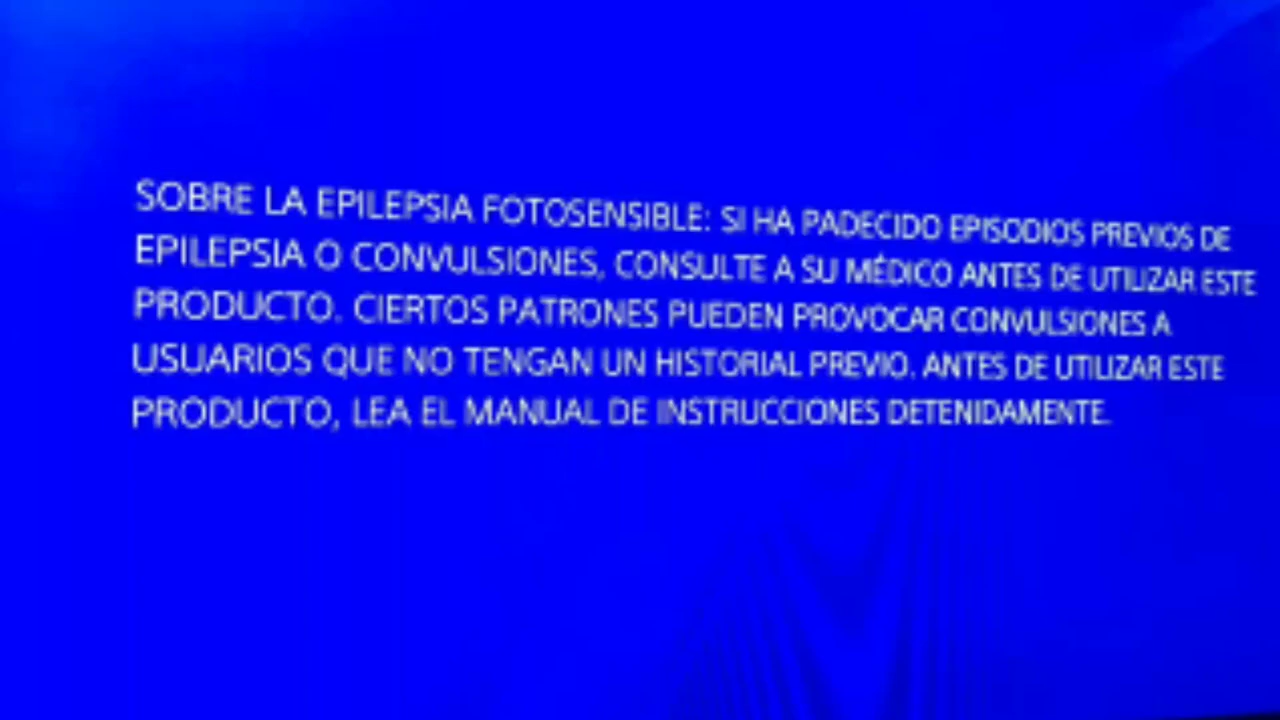 SOBRE LA EPILEPSIA FOTOSENSIBLE: SI HA PADECIDO EPISODIOS PREVIOS DE
EPILEPSIA O CONVULSIONES, CONSULTE A SU MÉDICO ANTES DE UTILIZAR ESTE
PRODUCTO. CIERTOS PATRONES PUEDEN PROVOCAR CONVULSIONES A
USUARIOS QUE NO TENGAN UN HISTORIAL PREVIO. ANTES DE UTILIZAR ESTE
PRODUCTO, LEA EL MANUAL DE INSTRUCCIONES DETENIDAMENTE.